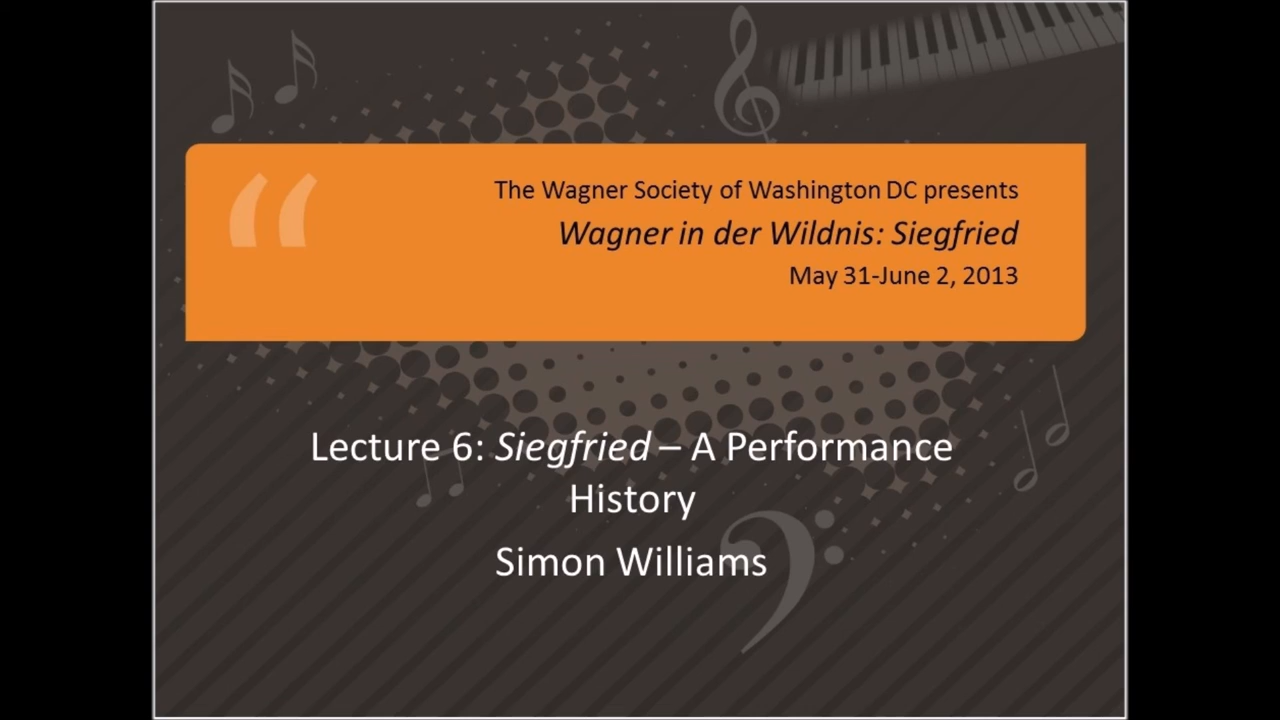 The Wagner Society of Washington DC presents
Wagner in der Wildnis: Siegfried
May 31-June 2, 2013
Lecture 6: Siegfried – A Performance
History
Simon Williams